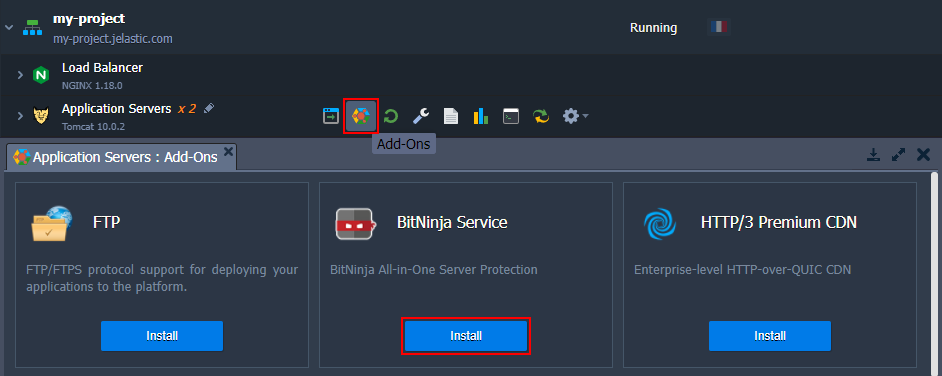 my-project
my-project.jelastic.com
Running
Load Balancer
NGINX 1.18.0
Application Servers x 2
Tomcat 10.0.2
Add-Ons
Application Servers : Add-Ons
FTP
FTP/FTPS protocol support for deploying your
applications to the platform.
Install
BitNinja Service
BitNinja All-in-One Server Protection
Install
HTTP/3 Premium CDN
Enterprise-level HTTP-over-QUIC CDN
Install